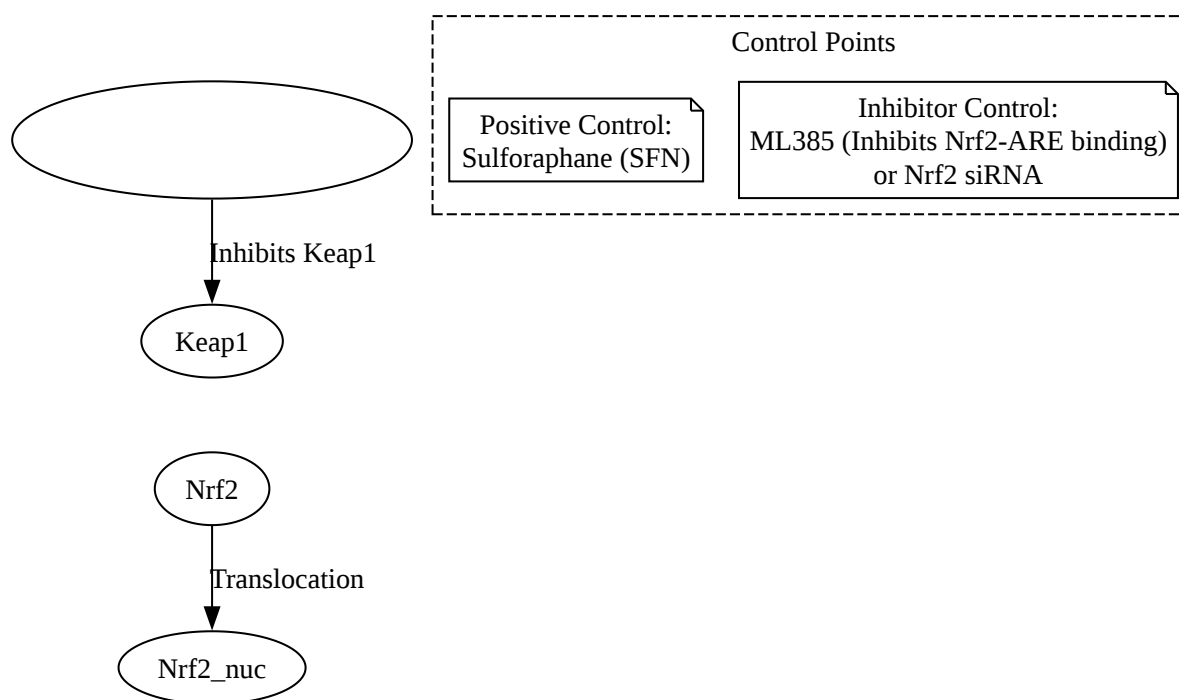 Control Points
Positive Control:
Sulforaphane (SFN)
Inhibitor Control:
ML385 (Inhibits Nrf2-ARE binding)
or Nrf2 siRNA
Inhibits Keap1
Keap1
Nrf2
Translocation
Nrf2_nuc